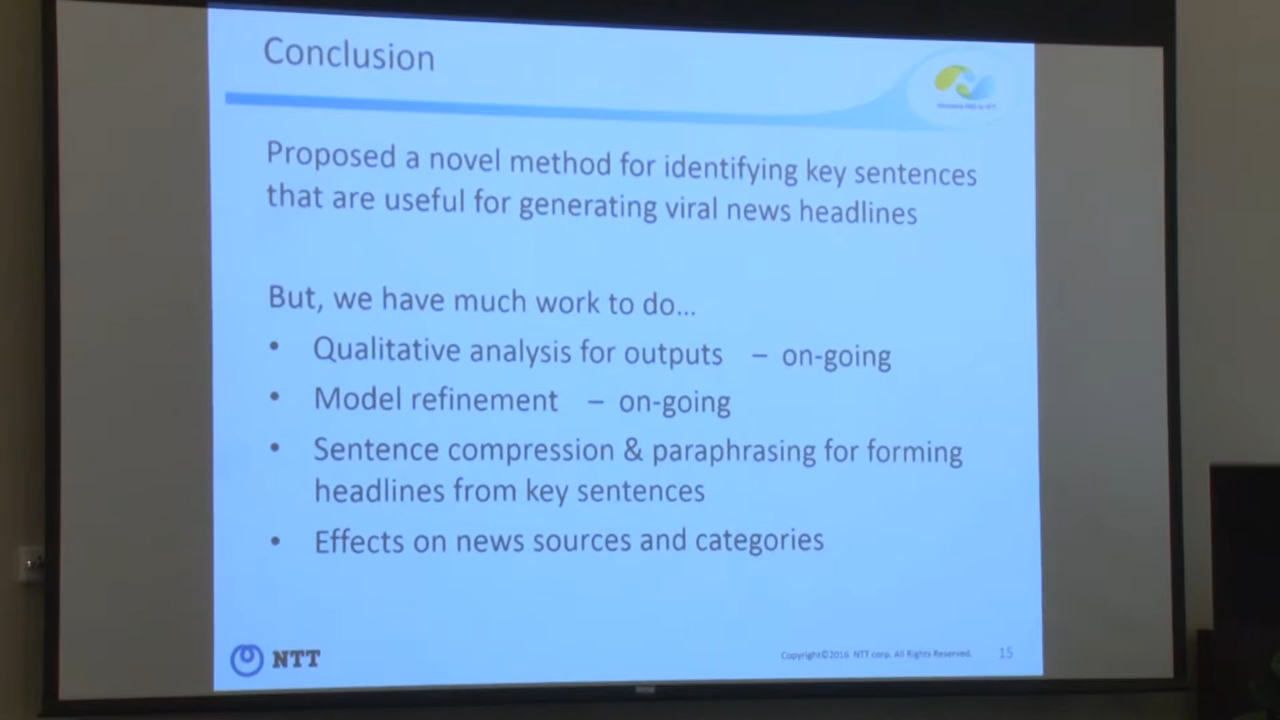 Conclusion
Proposed a novel method for identifying key sentences
that are useful for generating viral news headlines
But, we have much work to do...
• Qualitative analysis for outputs – on-going
• Model refinement – on-going
• Sentence compression & paraphrasing for forming
headlines from key sentences
• Effects on news sources and categories
NTT
Copyright©2016 NTT corp. All Rights Reserved.
15